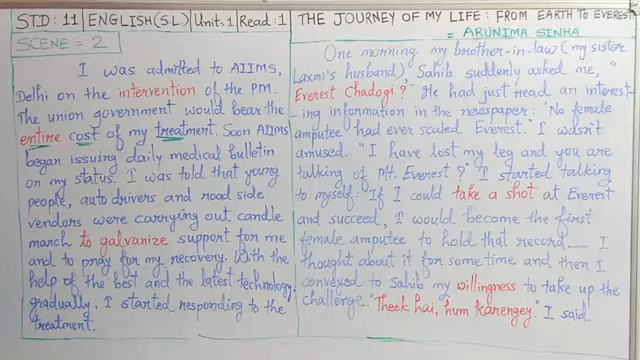 STD: 11 | ENGLISH (S.L) | Unit: 1 | Read: 1
THE JOURNEY OF MY LIFE: FROM EARTH TO EVEREST
= ARUNIMA SINHA
SCENE = 2
I was admitted to AIIMS,
Delhi on the intervention of the PM.
The union government would bear the
entire cost of my treatment. Soon AIIMS
began issuing daily medical bulletin
on my status. I was told that young
people, auto drivers and road side
vendors were carrying out candle
march to galvanize support for me
and to pray for my recovery. With the
help of the best and the latest technology,
gradually, I started responding to the
treatment.
One morning, my brother-in-law (my sister
Laxmi's husband), Sahib suddenly asked me, "
Everest Chadogi?" He had just read an interest-
-ing information in the newspaper: 'No female
amputee had ever scaled Everest.' I wasn't
amused. "I have lost my leg and you are
talking of Mt. Everest?" I started talking
to myself. 'If I could take a shot at Everest
and succeed, I would become the first
female amputee to hold that record...... I
thought about it for some time and then I
conveyed to Sahib my willingness to take up the
challenge. "Theek hai, hum karengey." I said.